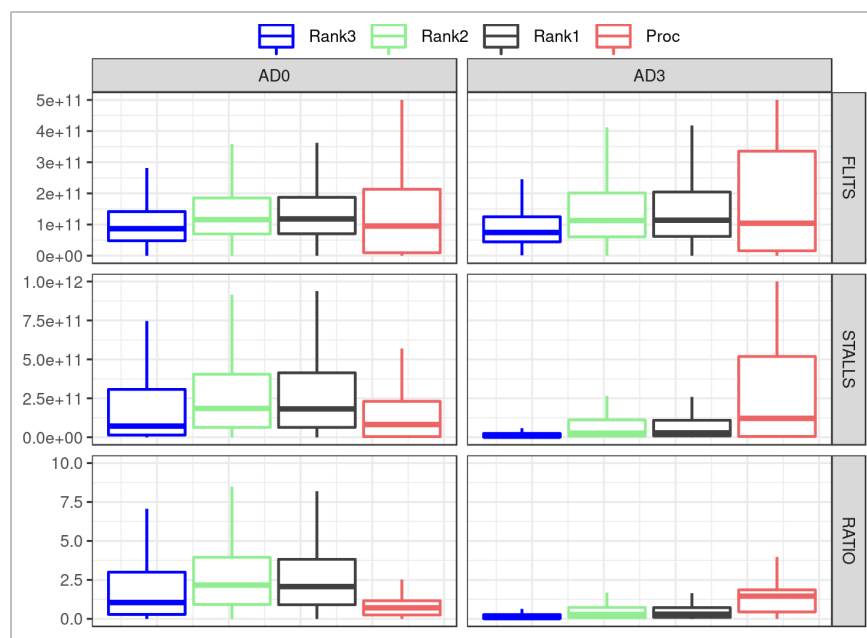 Rank3 Rank2 Rank1 Proc
AD0 AD3
5e+11
4e+11
3e+11
2e+11
1e+11
0e+00
FLITS
1.0e+12
7.5e+11
5.0e+11
2.5e+11
0.0e+00
STALLS
10.0
7.5
5.0
2.5
0.0
RATIO